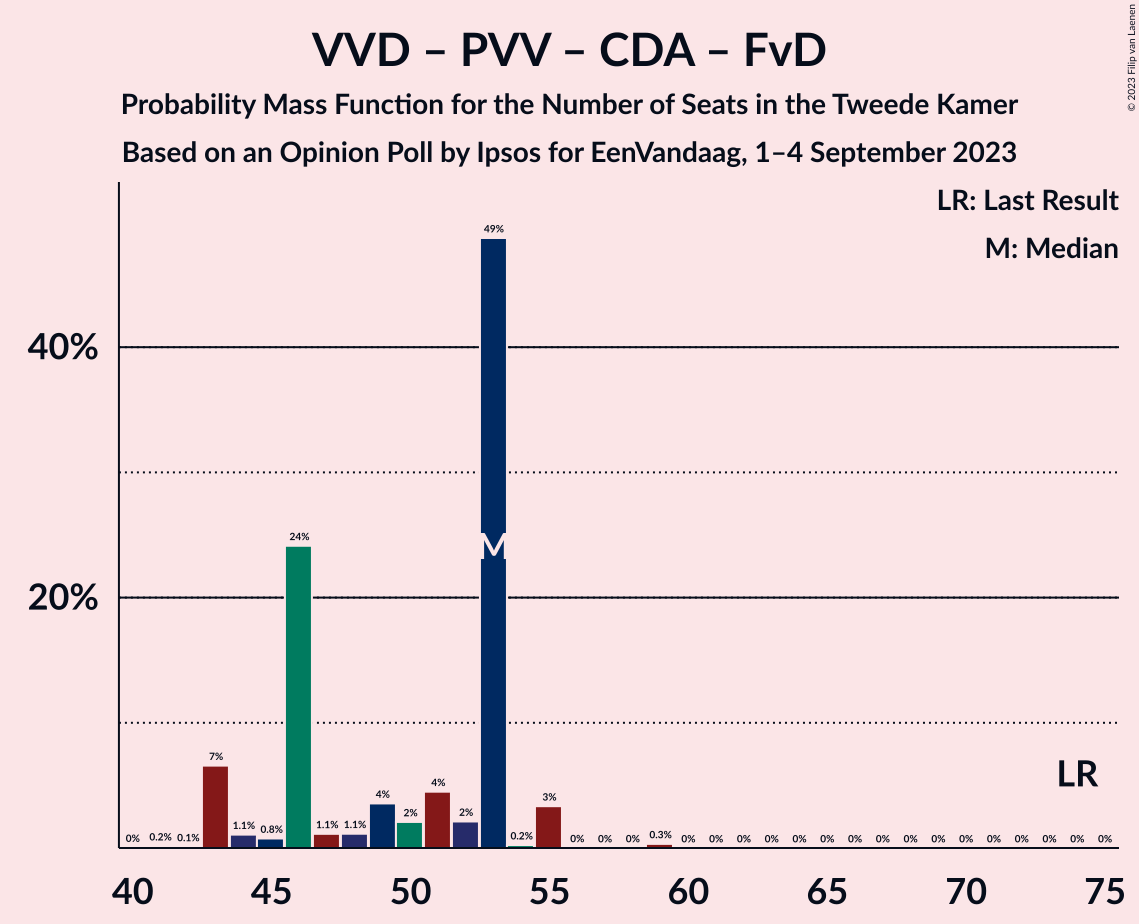 VVD – PVV – CDA – FvD
Probability Mass Function for the Number of Seats in the Tweede Kamer
Based on an Opinion Poll by Ipsos for EenVandaag, 1–4 September 2023
© 2023 Filip van Laenen
LR: Last Result
M: Median
49%
40%
24%
M
20%
7%
LR
4%
4%
3%
2%
2%
0% 0.2% 0.1% 1.1% 0.8% 1.1% 1.1% 0.2% 0% 0% 0% 0.3% 0% 0% 0% 0% 0% 0% 0% 0% 0% 0% 0% 0% 0% 0% 0% 0%
40 45 50 55 60 65 70 75